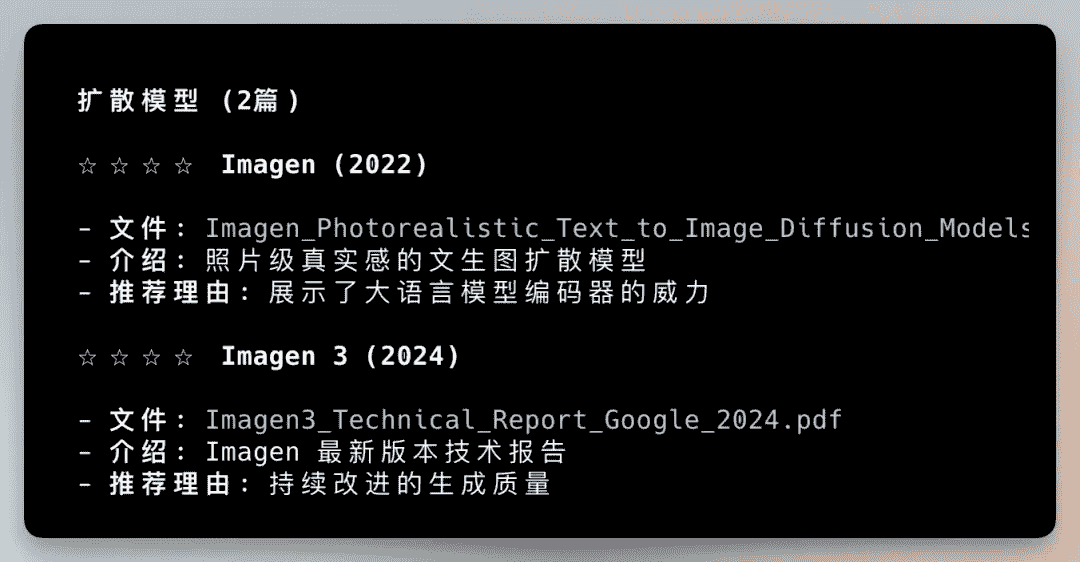 扩散模型 (2篇)
☆☆☆☆ Imagen (2022)
- 文件: Imagen_Photorealistic_Text_to_Image_Diffusion_Models
- 介绍: 照片级真实感的文生图扩散模型
- 推荐理由: 展示了大语言模型编码器的威力
☆☆☆☆ Imagen 3 (2024)
- 文件: Imagen3_Technical_Report_Google_2024.pdf
- 介绍: Imagen 最新版本技术报告
- 推荐理由: 持续改进的生成质量